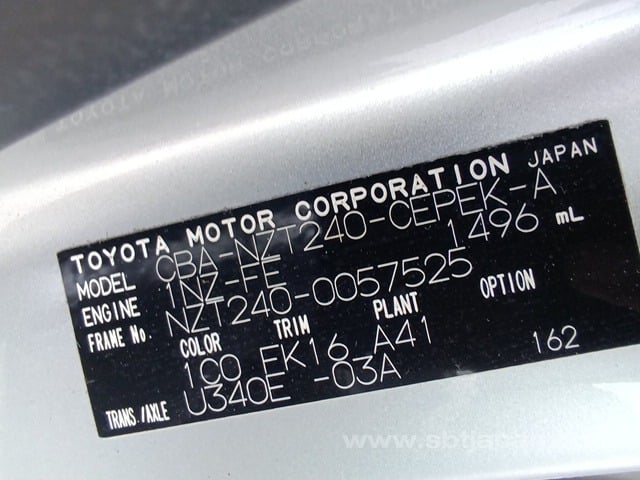 TOYOTA MOTOR CORPORATION JAPAN
MODEL CBA-NZT240-CEPEK-A
ENGINE 1NZ-FE 1496 mL
FRAME No. NZT240-0057525
COLOR TRIM PLANT OPTION
1C0 EK16 A41 162
TRANS./AXLE U340E -03A